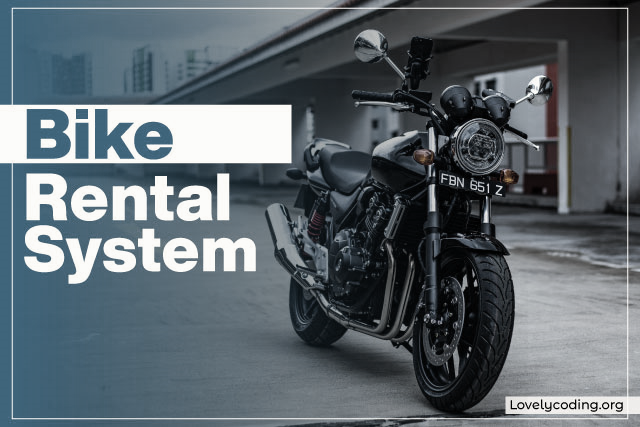 Bike
Rental
System
FBN 651 Z
Lovelycoding.org